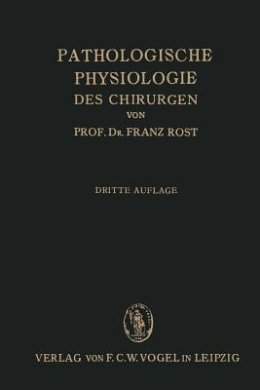 PATHOLOGISCHE
PHYSIOLOGIE
DES CHIRURGEN
VON
PROF. DR. FRANZ ROST
DRITTE AUFLAGE
VERLAG VON F. C. W. VOGEL IN LEIPZIG